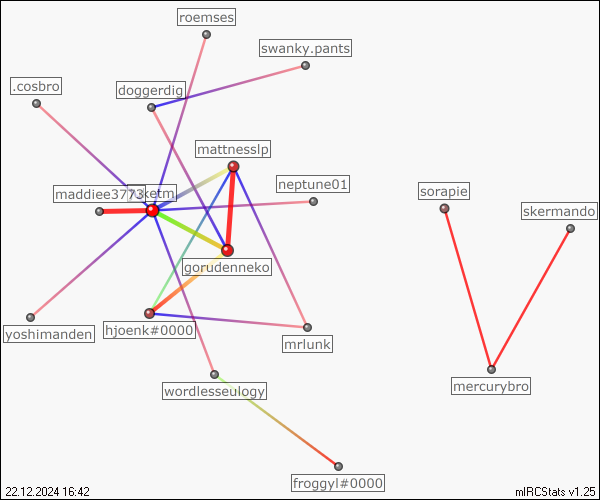 roemses
swanky.pants
.cosbro
doggerdig
mattnesslp
maddiee3773
neptune01
sorapie
skermando
gorudenneko
yoshimanden
hjoenk#0000
mrlunk
wordlesseulogy
mercurybro
froggyl#0000
22.12.2024 16:42
mIRCStats v1.25